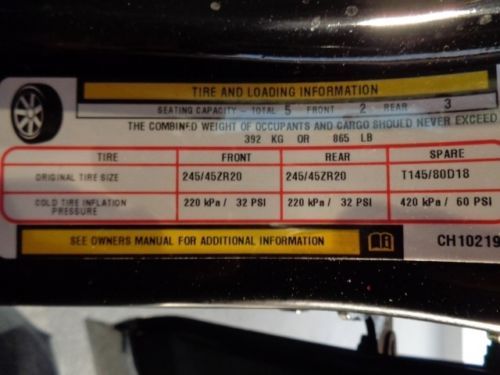 TIRE AND LOADING INFORMATION
SEATING CAPACITY - TOTAL 5 FRONT 2 REAR 3
THE COMBINED WEIGHT OF OCCUPANTS AND CARGO SHOULD NEVER EXCEED
392 KG OR 865 LB
TIRE FRONT REAR SPARE
ORIGINAL TIRE SIZE 245/45ZR20 245/45ZR20 T145/80D18
COLD TIRE INFLATION PRESSURE 220 kPa / 32 PSI 220 kPa / 32 PSI 420 kPa / 60 PSI
SEE OWNERS MANUAL FOR ADDITIONAL INFORMATION CH10219